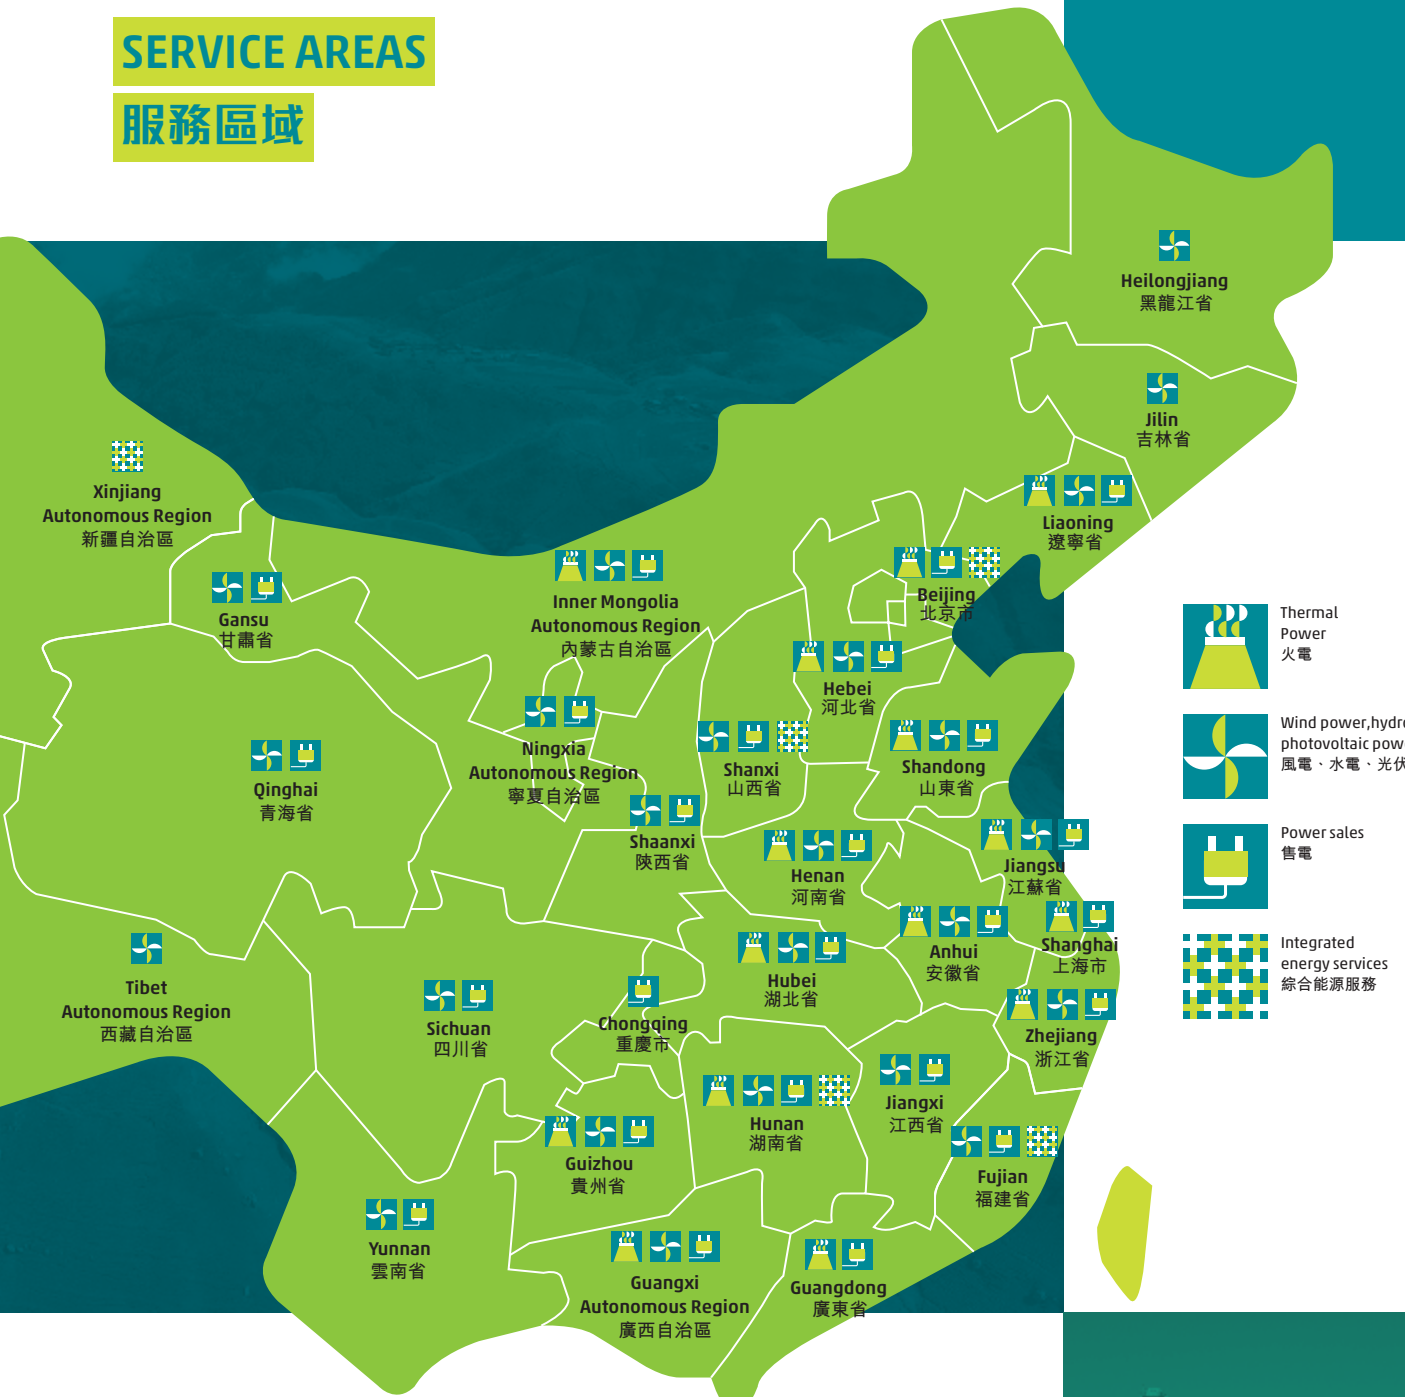 SERVICE AREAS
服務區域
Heilongjiang
黑龍江省
Jilin
吉林省
Xinjiang
Autonomous Region
新疆自治區
Liaoning
遼寧省
Gansu
甘肅省
Inner Mongolia
Autonomous Region
內蒙古自治區
Beijing
北京市
Hebei
河北省
Ningxia
Autonomous Region
寧夏自治區
Shanxi
山西省
Shandong
山東省
Qinghai
青海省
Shaanxi
陝西省
Henan
河南省
Jiangsu
江蘇省
Anhui
安徽省
Shanghai
上海市
Tibet
Autonomous Region
西藏自治區
Hubei
湖北省
Sichuan
四川省
Chongqing
重慶市
Zhejiang
浙江省
Hunan
湖南省
Jiangxi
江西省
Guizhou
貴州省
Fujian
福建省
Yunnan
雲南省
Guangxi
Autonomous Region
廣西自治區
Guangdong
廣東省
Thermal
Power
火電
Wind power,hydro
photovoltaic pow
風電、水電、光伏
Power sales
售電
Integrated
energy services
綜合能源服務